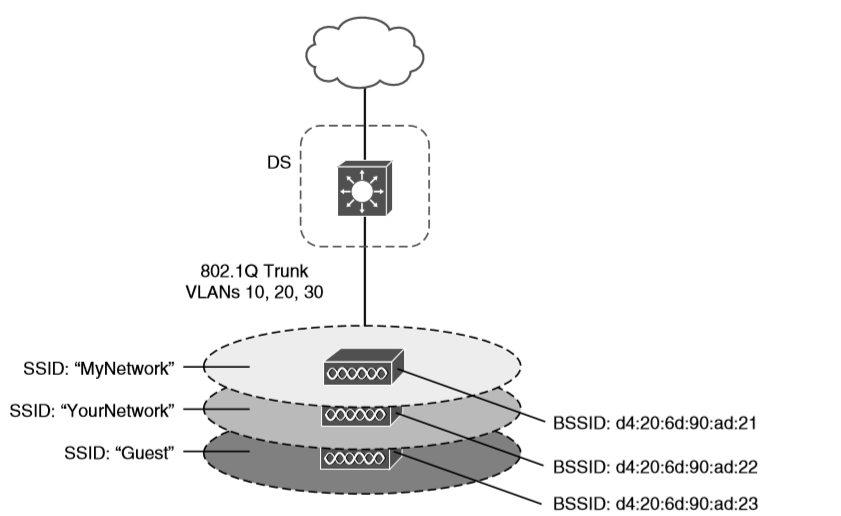 DS
802.1Q Trunk
VLANs 10, 20, 30
SSID: “MyNetwork”
SSID: “YourNetwork”
SSID: “Guest”
BSSID: d4:20:6d:90:ad:21
BSSID: d4:20:6d:90:ad:22
BSSID: d4:20:6d:90:ad:23